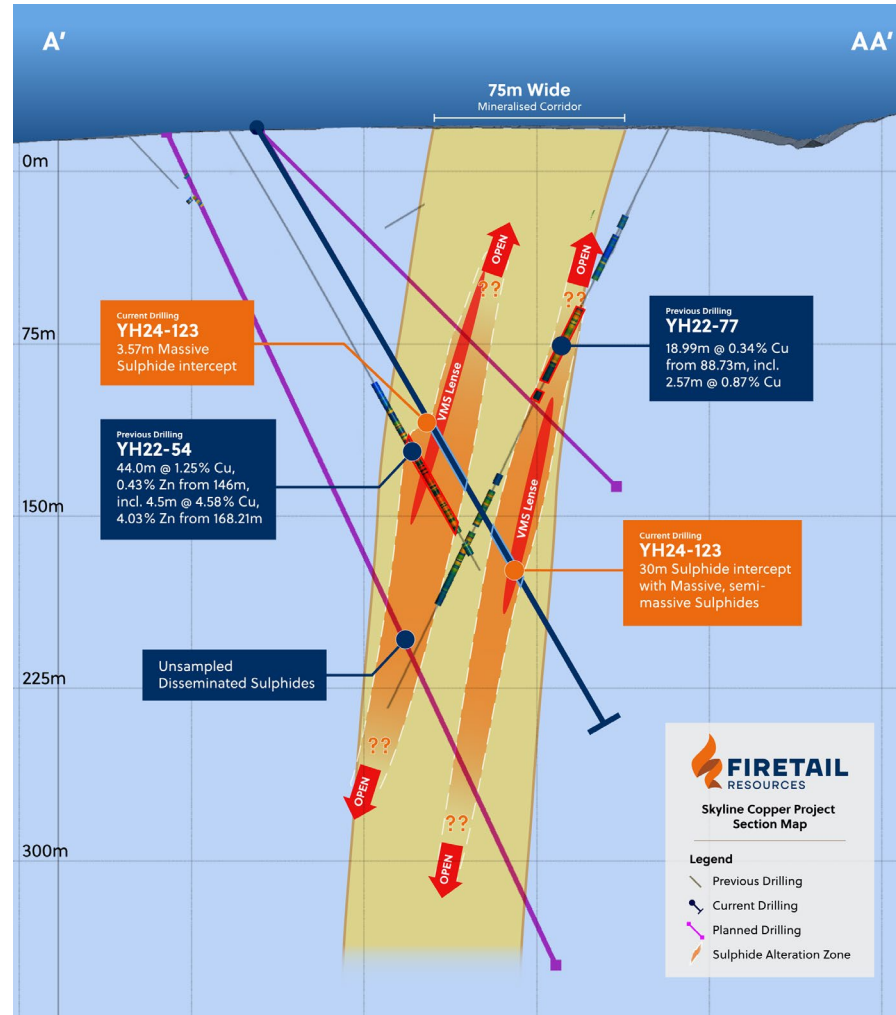 A'
AA'
75m Wide
Mineralised Corridor
0m
75m
150m
225m
300m
OPEN
OPEN
??
??
Current Drilling
YH24-123
3.57m Massive
Sulphide intercept
Previous Drilling
YH22-77
18.99m @ 0.34% Cu
from 88.73m, incl.
2.57m @ 0.87% Cu
VMS Lense
Previous Drilling
YH22-54
44.0m @ 1.25% Cu,
0.43% Zn from 146m,
incl. 4.5m @ 4.58% Cu,
4.03% Zn from 168.21m
VMS Lense
Current Drilling
YH24-123
30m Sulphide intercept
with Massive, semi-
massive Sulphides
Unsampled
Disseminated Sulphides
??
OPEN
??
OPEN
FIRETAIL
RESOURCES
Skyline Copper Project
Section Map
Legend
Previous Drilling
Current Drilling
Planned Drilling
Sulphide Alteration Zone